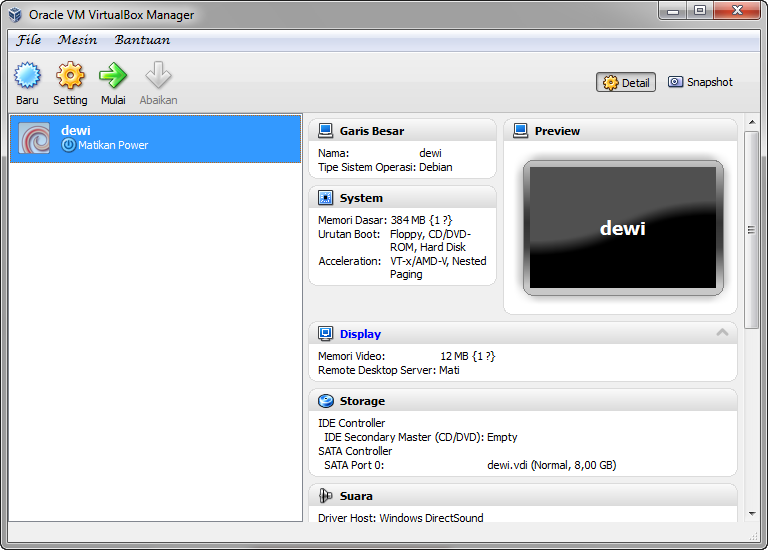 Oracle VM VirtualBox Manager
File Mesin Bantuan
Baru Setting Mulai Abaikan
Detail Snapshot
dewi
Matikan Power
Garis Besar
Nama: dewi
Tipe Sistem Operasi: Debian
System
Memori Dasar: 384 MB {1 ?}
Urutan Boot: Floppy, CD/DVD-
ROM, Hard Disk
Acceleration: VT-x/AMD-V, Nested
Paging
Preview
dewi
Display
Memori Video: 12 MB {1 ?}
Remote Desktop Server: Mati
Storage
IDE Controller
IDE Secondary Master (CD/DVD): Empty
SATA Controller
SATA Port 0: dewi.vdi (Normal, 8,00 GB)
Suara
Driver Host: Windows DirectSound